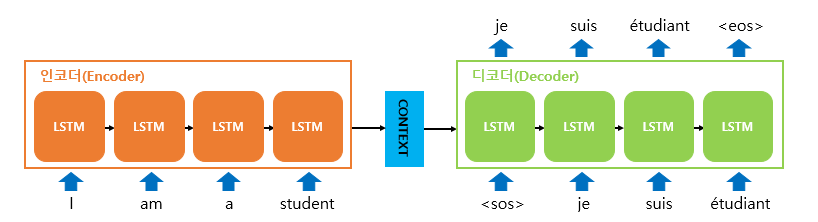 je suis étudiant <eos>
인코더(Encoder)
LSTM LSTM LSTM LSTM
I am a student
CONTEXT
디코더(Decoder)
LSTM LSTM LSTM LSTM
<sos> je suis étudiant